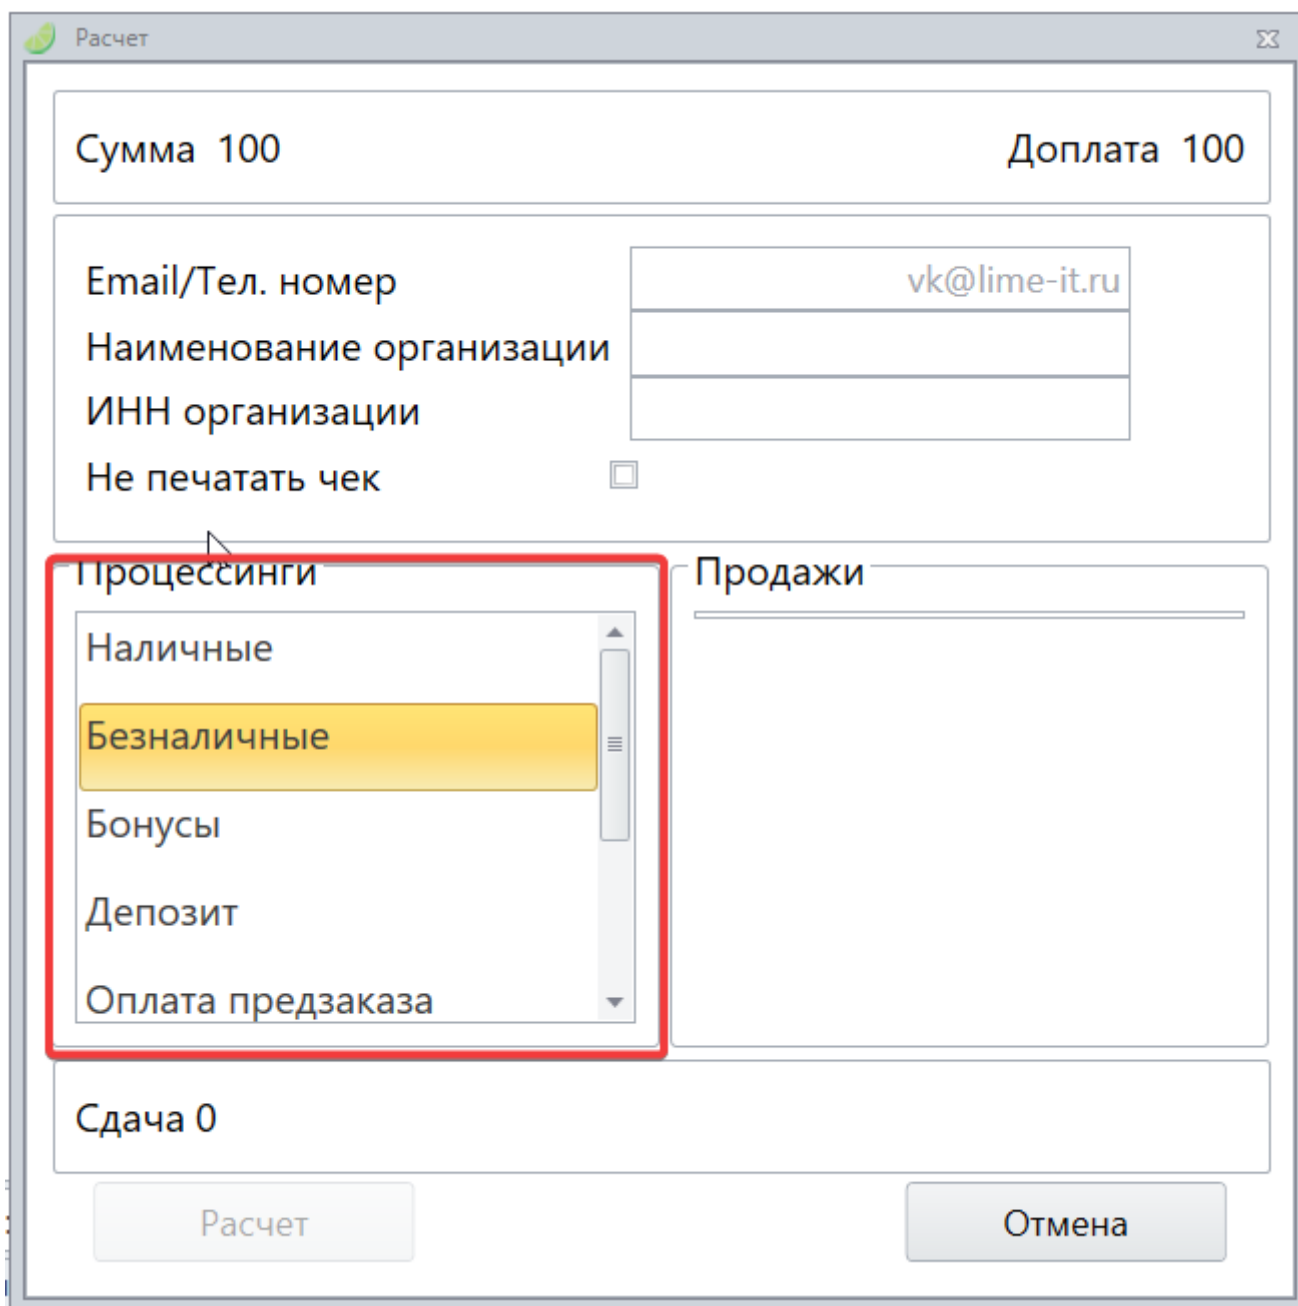 Расчет
Сумма 100 Доплата 100
Email/Тел. номер vk@lime-it.ru
Наименование организации
ИНН организации
Не печатать чек
Процессинги Продажи
Наличные
Безналичные
Бонусы
Депозит
Оплата предзаказа
Сдача 0
Расчет Отмена